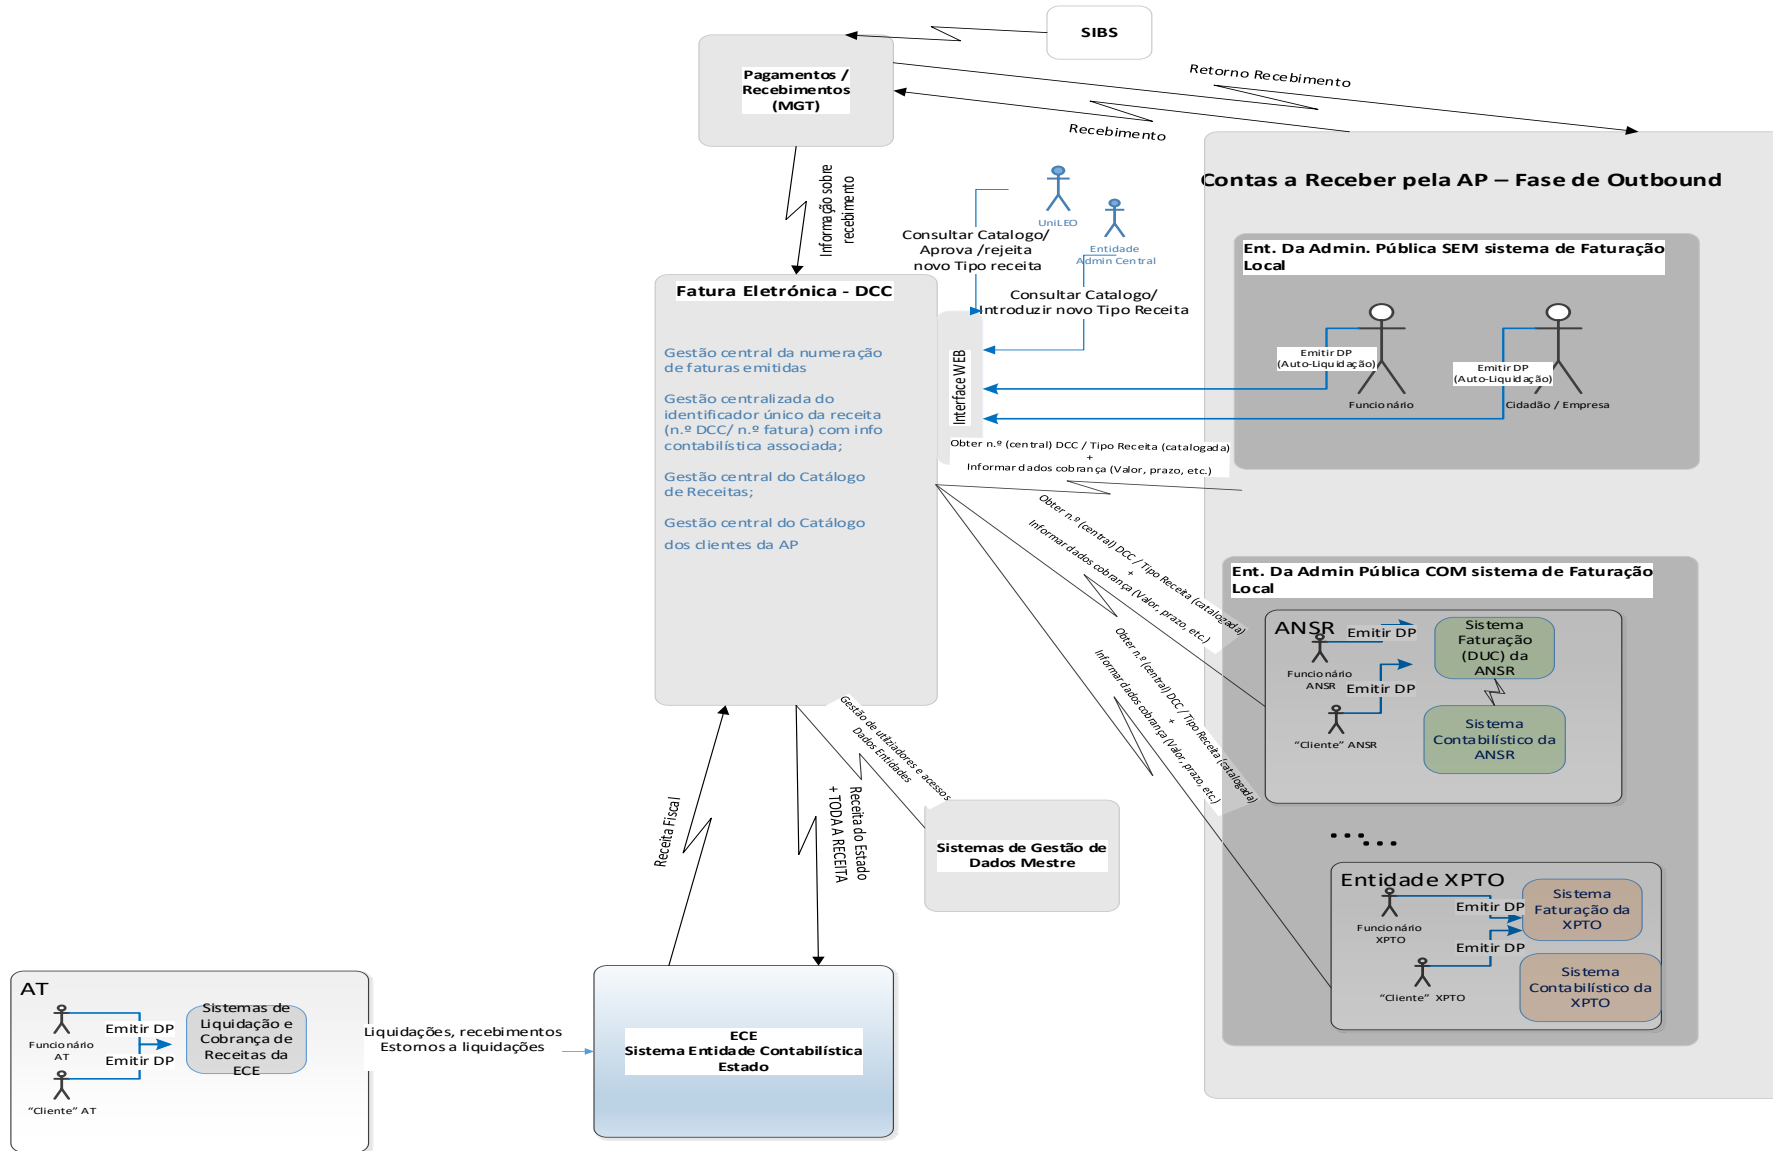 SIBS
Pagamentos /
Recebimentos
(MGT)
Retorno Recebimento
Recebimento
Informação sobre
recebimento
UniLEO
Entidade
Admin Central
Consultar Catalogo/
Aprova /rejeita
novo Tipo receita
Consultar Catalogo/
Introduzir novo Tipo Receita
Contas a Receber pela AP – Fase de Outbound
Ent. Da Admin. Pública SEM sistema de Faturação
Local
Emitir DP
(Auto-Liquidação)
Funcionário
Emitir DP
(Auto-Liquidação)
Cidadão / Empresa
Fatura Eletrónica - DCC
Gestão central da numeração
de faturas emitidas
Gestão centralizada do
identificador único da receita
(n.º DCC/ n.º fatura) com info
contabilística associada;
Gestão central do Catálogo
de Receitas;
Gestão central do Catálogo
dos clientes da AP
Interface WEB
Obter n.º (central) DCC / Tipo Receita (catalogada)
+
Informar dados cobrança (Valor, prazo, etc.)
Obter n.º (central) DCC / Tipo Receita (catalogada)
+
Informar dados cobrança (Valor, prazo, etc.)
Obter n.º (central) DCC / Tipo Receita (catalogada)
+
Informar dados cobrança (Valor, prazo, etc.)
Ent. Da Admin Pública COM sistema de Faturação
Local
ANSR
Emitir DP
Funcionário
ANSR
Emitir DP
“Cliente” ANSR
Sistema
Faturação
(DUC) da
ANSR
Sistema
Contabilístico da
ANSR
Entidade XPTO
Emitir DP
Funcionário
XPTO
Emitir DP
“Cliente” XPTO
Sistema
Faturação da
XPTO
Sistema
Contabilístico da
XPTO
Gestão de utilziadores e acessos
Dados Entidades
Sistemas de Gestão de
Dados Mestre
Receita Fiscal
Receita do Estado
+ TODA A RECEITA
AT
Funcionário
AT
Emitir DP
Emitir DP
“Cliente” AT
Sistemas de
Liquidação e
Cobrança de
Receitas da
ECE
Liquidações, recebimentos
Estornos a liquidações
ECE
Sistema Entidade Contabilística
Estado